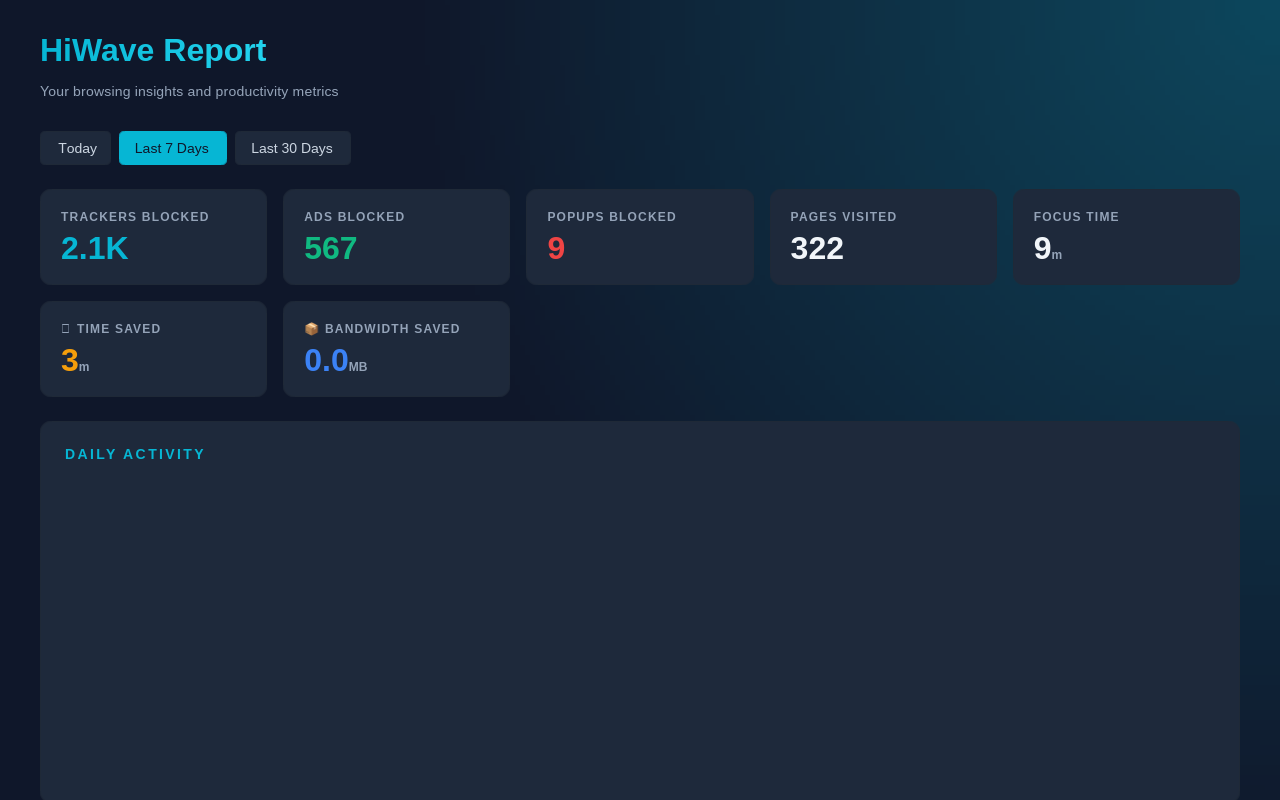 HiWave Report
Your browsing insights and productivity metrics
Today Last 7 Days Last 30 Days
TRACKERS BLOCKED ADS BLOCKED POPUPS BLOCKED PAGES VISITED FOCUS TIME
2.1K 567 9 322 9m
TIME SAVED 📦 BANDWIDTH SAVED
3m 0.0MB
DAILY ACTIVITY